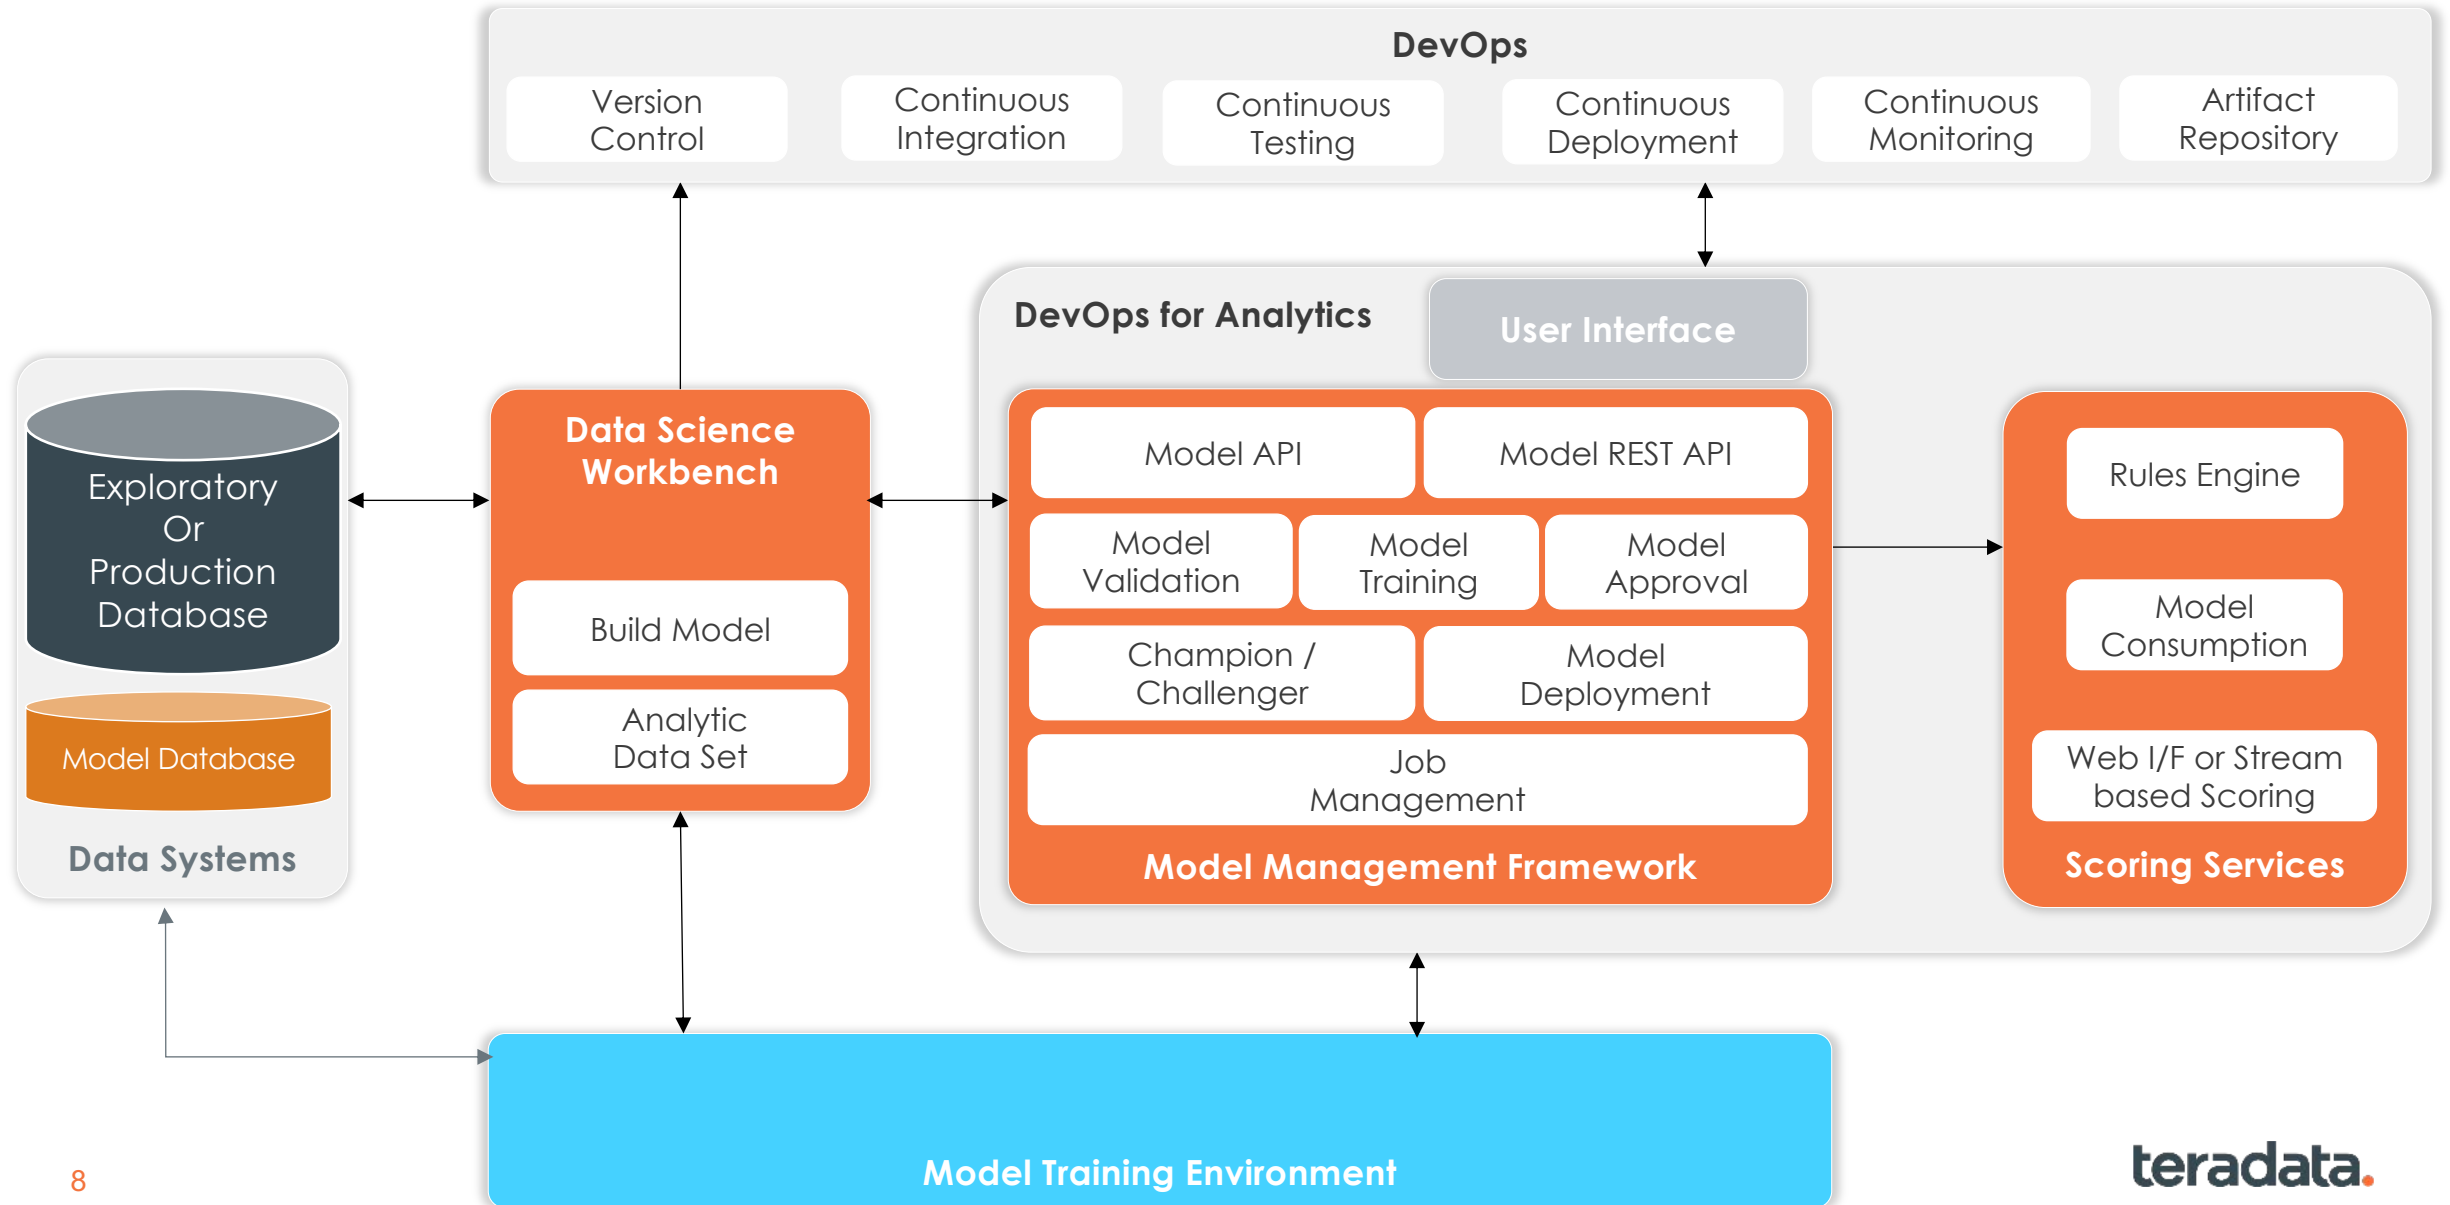 DevOps
Version
Control
Continuous
Integration
Continuous
Testing
Continuous
Deployment
Continuous
Monitoring
Artifact
Repository
DevOps for Analytics
User Interface
Exploratory
Or
Production
Database
Model Database
Data Systems
Data Science
Workbench
Build Model
Analytic
Data Set
Model API
Model REST API
Model
Validation
Model
Training
Model
Approval
Champion /
Challenger
Model
Deployment
Job
Management
Model Management Framework
Rules Engine
Model
Consumption
Web I/F or Stream
based Scoring
Scoring Services
Model Training Environment
8
teradata.